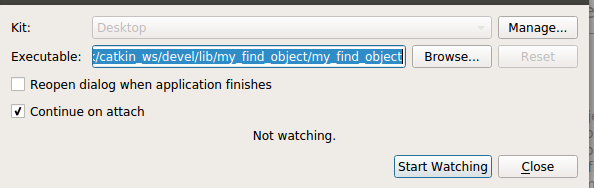 Kit: Desktop Manage...
Executable: :/catkin_ws/devel/lib/my_find_object/my_find_object Browse... Reset
Reopen dialog when application finishes
Continue on attach
Not watching.
Start Watching Close